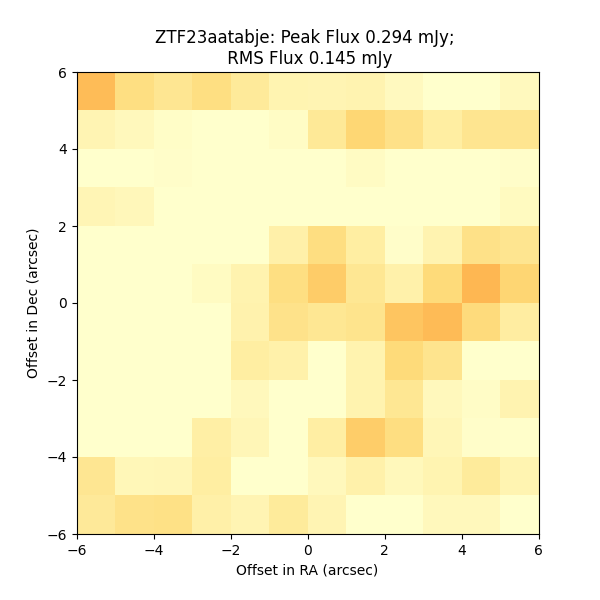 ZTF23aatabje: Peak Flux 0.294 mJy;
RMS Flux 0.145 mJy
6
4
2
0
−2
−4
−6
Offset in Dec (arcsec)
−6 −4 −2 0 2 4 6
Offset in RA (arcsec)